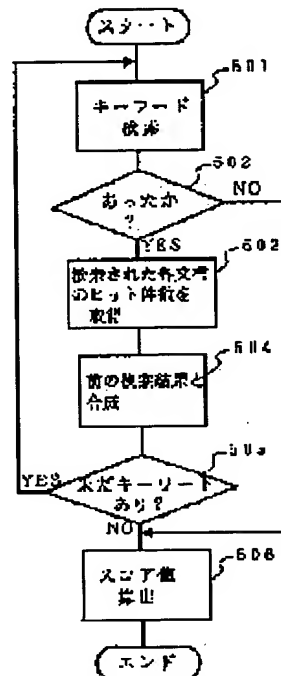 スタート
501
キーワード
検索
502
あったか
?
NO
YES
検索された各文書
のヒット件数を
取得
504
前の検索結果と
合成
YES
まだキーワード
あり?
NO
506
スコア値
算出
エンド